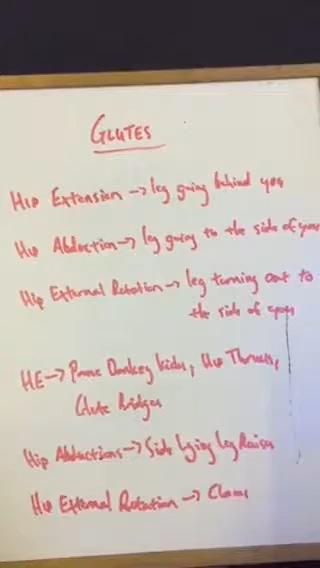 GLUTES
Hip Extension → leg going behind you
Hip Abduction → leg going to the side of you
Hip External Rotation → leg turning out to
the side of you
HE → Prone Donkey kicks, Hip Thrusts,
Glute Bridges
Hip Abductions → Side lying leg Raises
Hip External Rotation → Clams